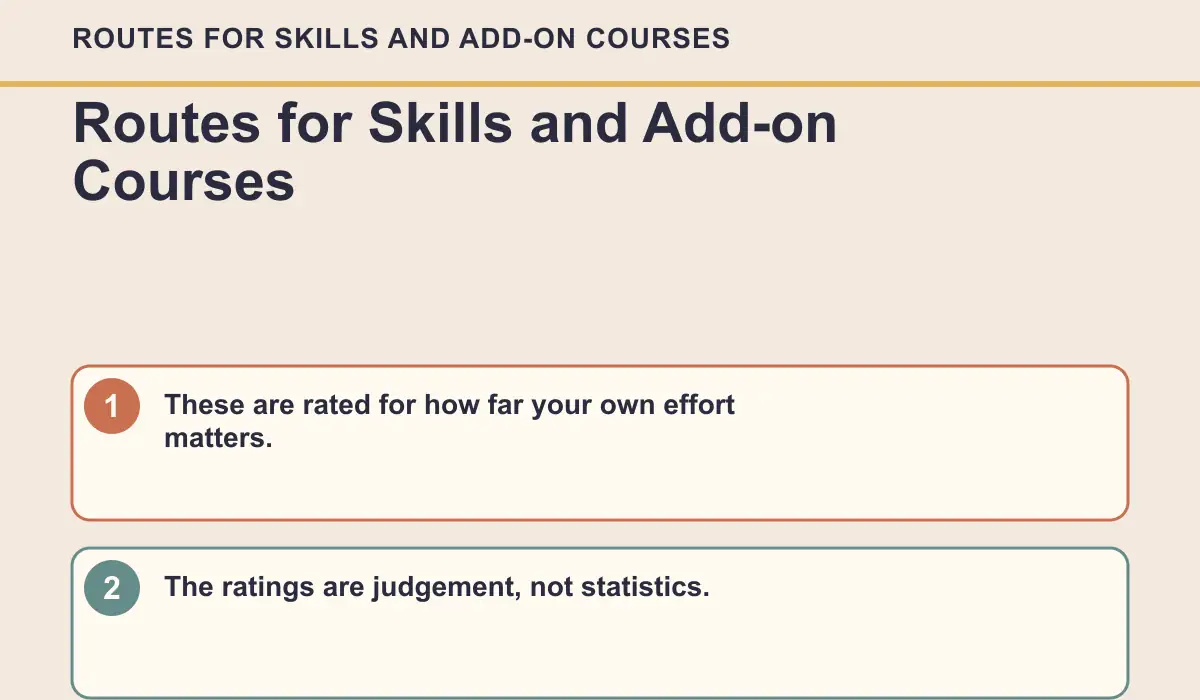 ROUTES FOR SKILLS AND ADD-ON COURSES
Routes for Skills and Add-on
Courses
1
These are rated for how far your own effort
matters.
2
The ratings are judgement, not statistics.